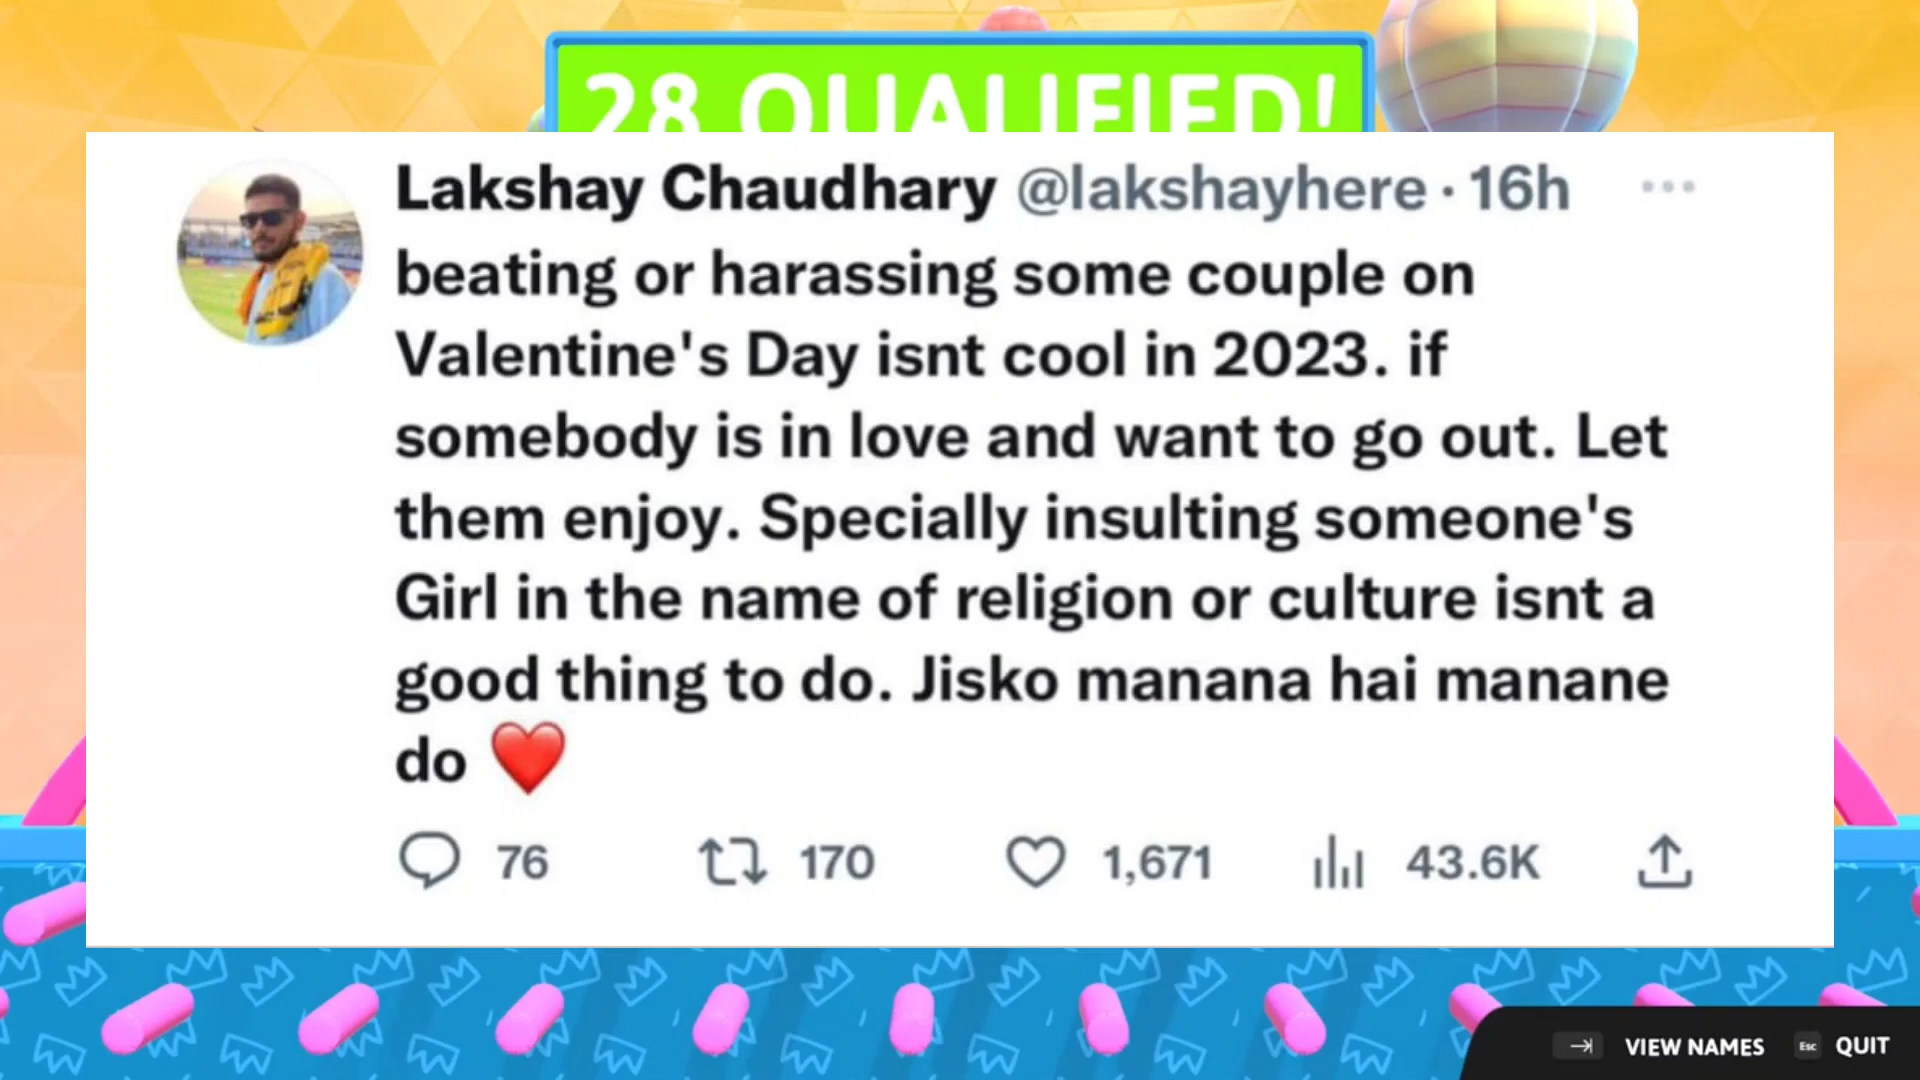 28 QUALIFIED!
Lakshay Chaudhary @lakshayhere · 16h
beating or harassing some couple on
Valentine's Day isnt cool in 2023. if
somebody is in love and want to go out. Let
them enjoy. Specially insulting someone's
Girl in the name of religion or culture isnt a
good thing to do. Jisko manana hai manane
do ❤️
76 170 1,671 43.6K
VIEW NAMES Esc QUIT